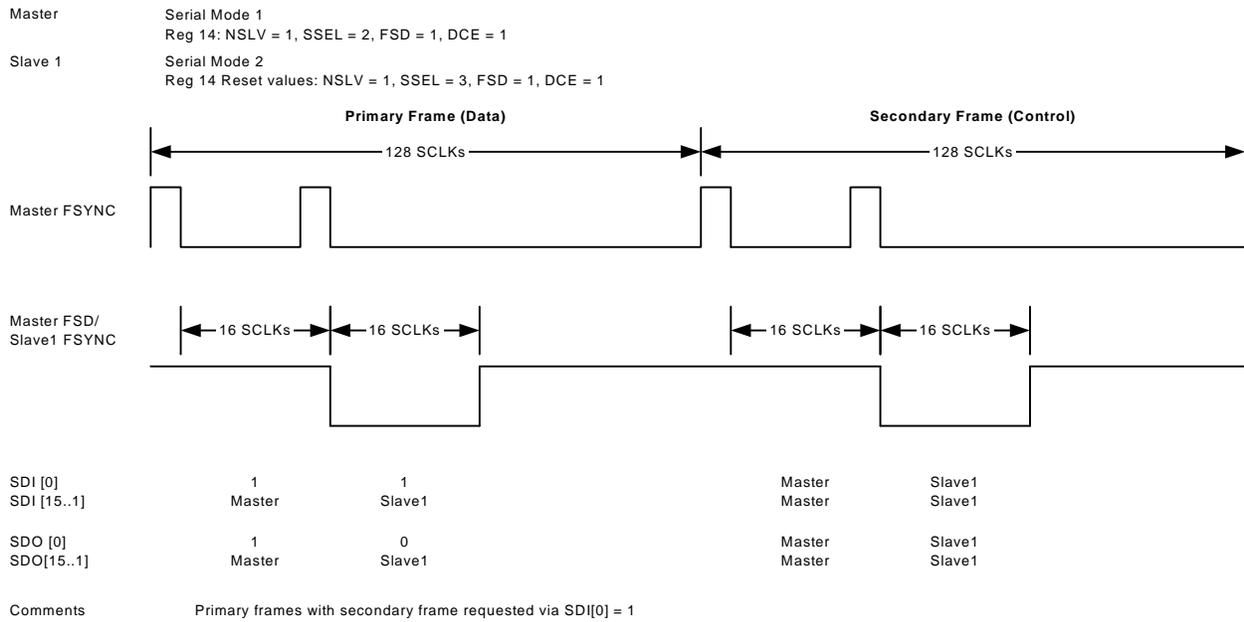 Master Serial Mode 1
Reg 14: NSLV = 1, SSEL = 2, FSD = 1, DCE = 1
Slave 1 Serial Mode 2
Reg 14 Reset values: NSLV = 1, SSEL = 3, FSD = 1, DCE = 1
Primary Frame (Data) Secondary Frame (Control)
128 SCLKs 128 SCLKs
Master FSYNC
Master FSD/
Slave1 FSYNC
16 SCLKs 16 SCLKs 16 SCLKs 16 SCLKs
SDI [0] 1 1 Master Slave1
SDI [15..1] Master Slave1 Master Slave1
SDO [0] 1 0 Master Slave1
SDO[15..1] Master Slave1 Master Slave1
Comments Primary frames with secondary frame requested via SDI[0] = 1